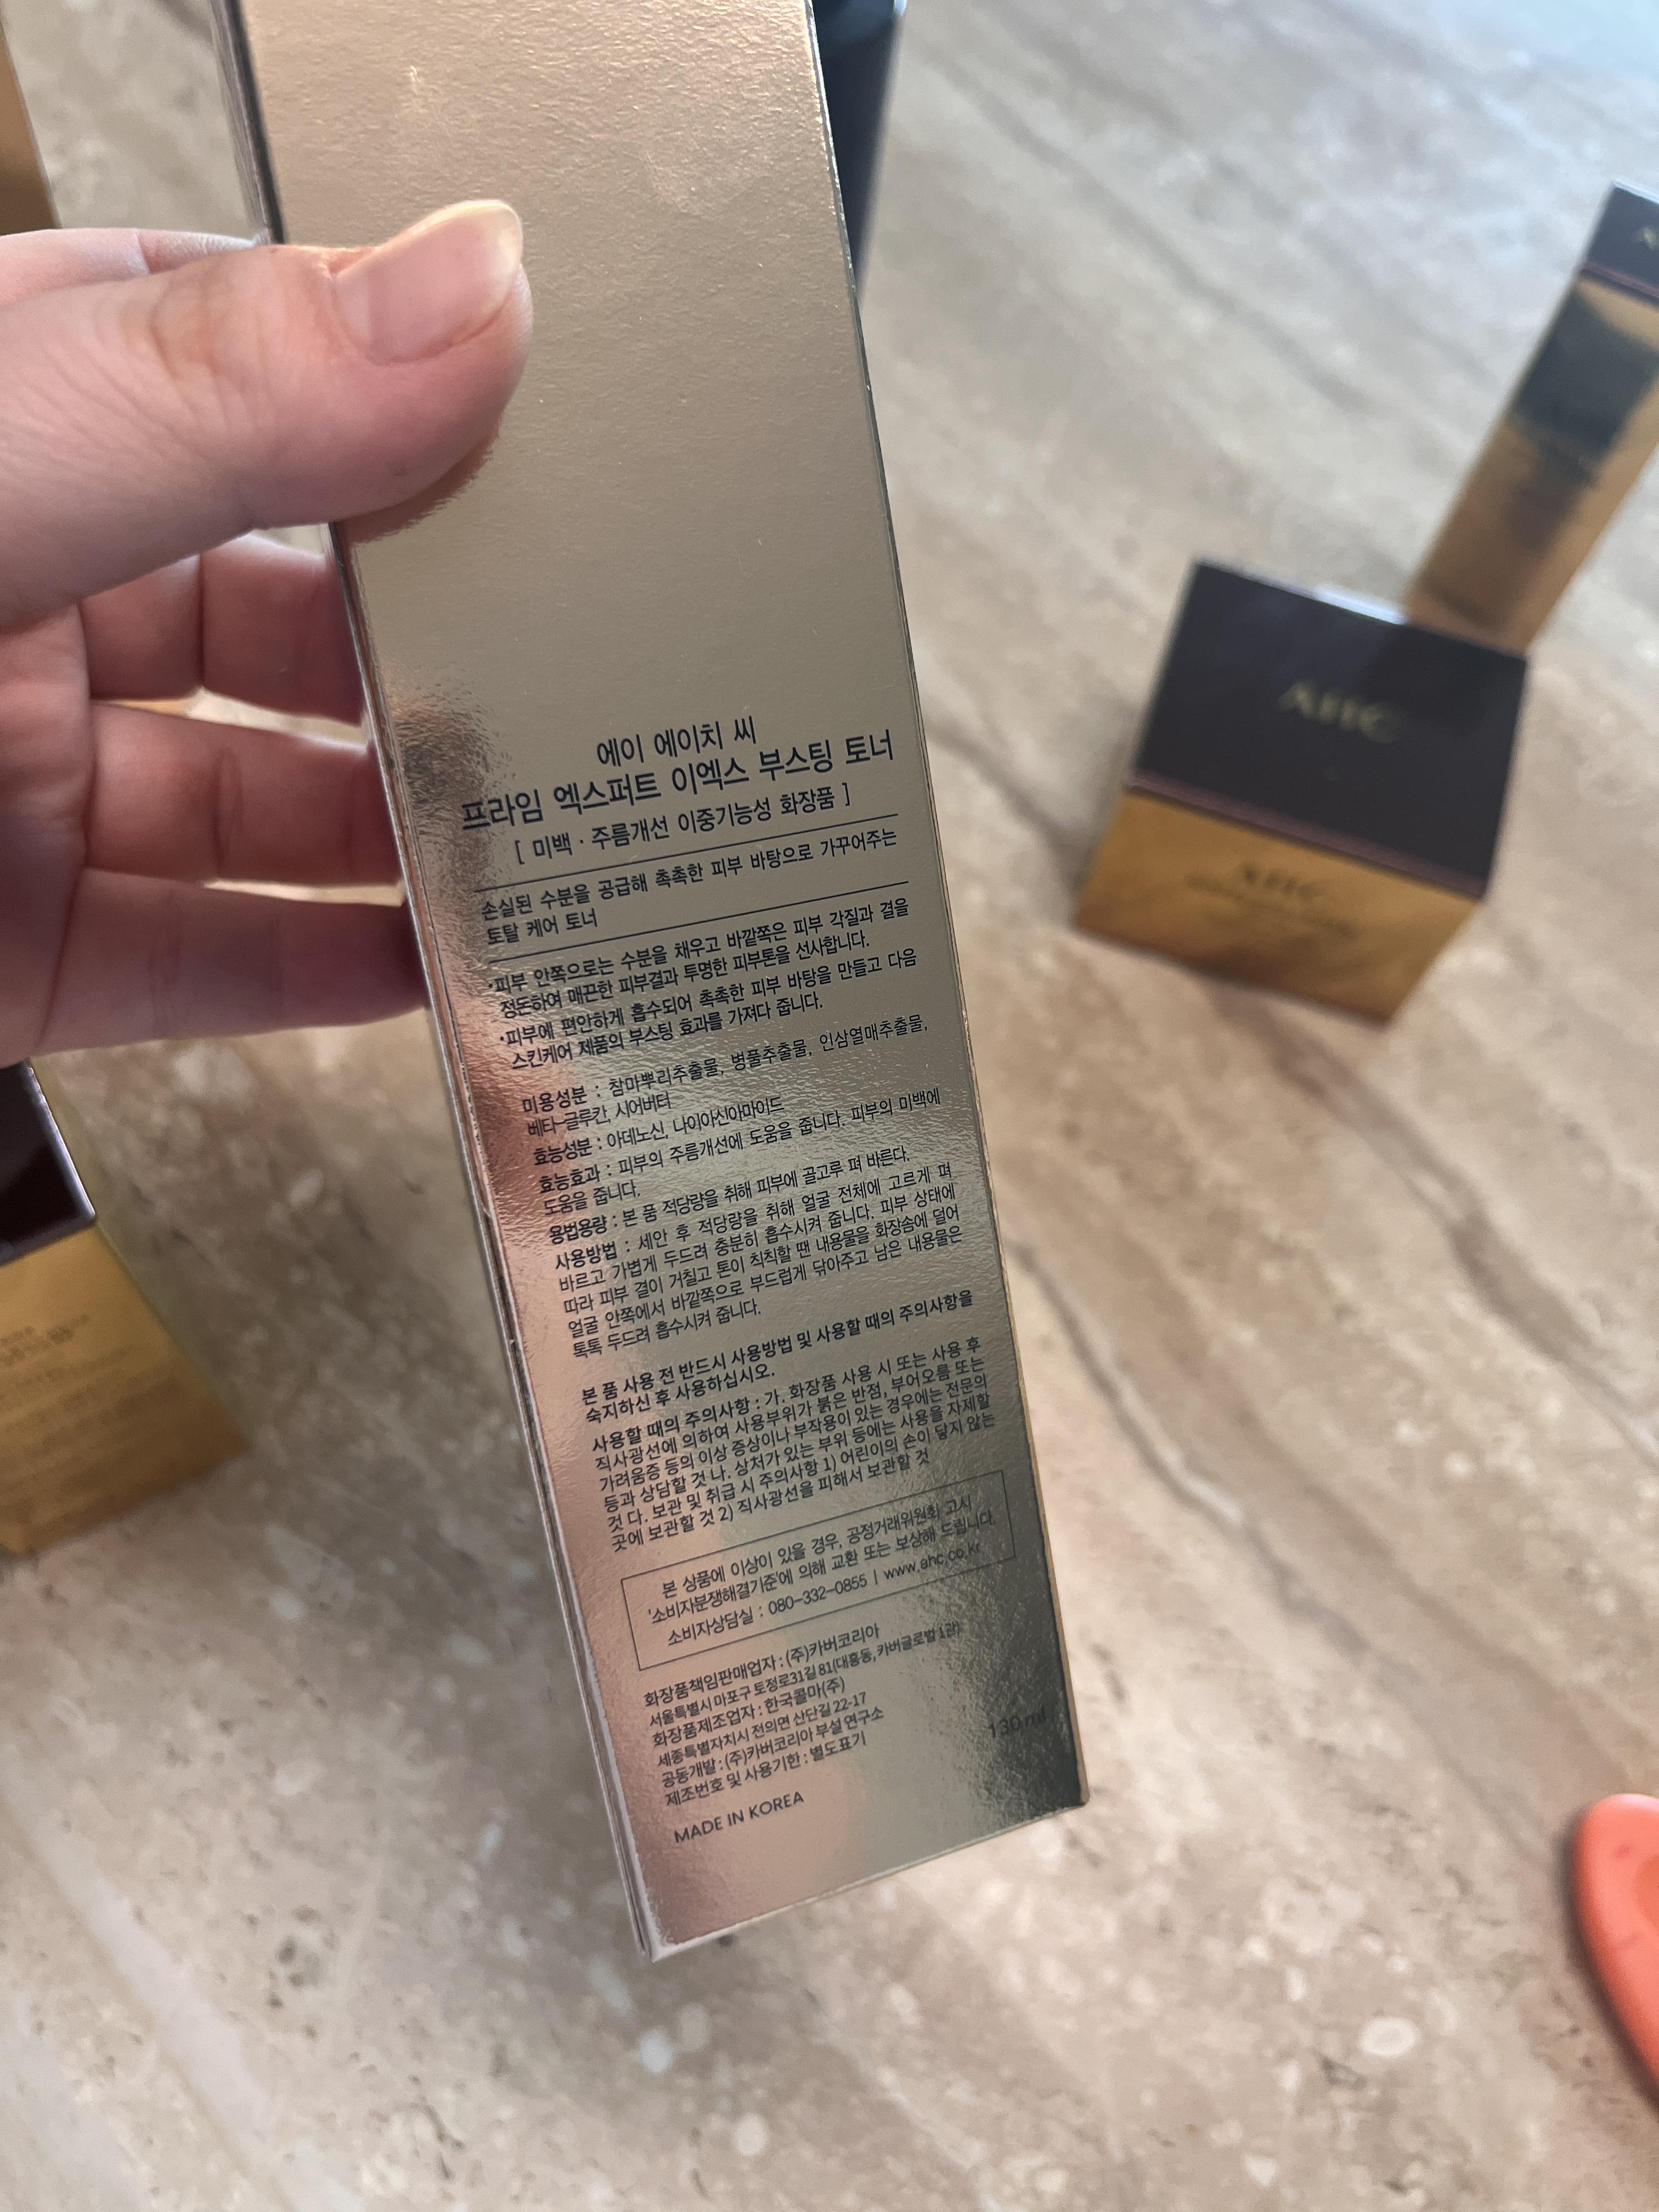 에이 에이치 씨
프라임 엑스퍼트 이엑스 부스팅 토너
[ 미백 · 주름개선 이중기능성 화장품 ]
손실된 수분을 공급해 촉촉한 피부 바탕으로 가꾸어주는
토탈 케어 토너
·피부 안쪽으로는 수분을 채우고 바깥쪽은 피부 각질과 결을
정돈하여 매끈한 피부결과 투명한 피부톤을 선사합니다.
·피부에 편안하게 흡수되어 촉촉한 피부 바탕을 만들고 다음
스킨케어 제품의 부스팅 효과를 가져다 줍니다.
미용성분 : 참마뿌리추출물, 병풀추출물, 인삼열매추출물,
베타-글루칸, 시어버터
효능성분 : 아데노신, 나이아신아마이드
효능효과 : 피부의 주름개선에 도움을 줍니다. 피부의 미백에
도움을 줍니다.
용법용량 : 본 품 적당량을 취해 피부에 골고루 펴 바른다.
사용방법 : 세안 후 적당량을 취해 얼굴 전체에 고르게 펴
바르고 가볍게 두드려 충분히 흡수시켜 줍니다. 피부 상태에
따라 피부 결이 거칠고 톤이 칙칙할 땐 내용물을 화장솜에 덜어
얼굴 안쪽에서 바깥쪽으로 부드럽게 닦아주고 남은 내용물은
톡톡 두드려 흡수시켜 줍니다.
본 품 사용 전 반드시 사용방법 및 사용할 때의 주의사항을
숙지하신 후 사용하십시오.
사용할 때의 주의사항 : 가. 화장품 사용 시 또는 사용 후
직사광선에 의하여 사용부위가 붉은 반점, 부어오름 또는
가려움증 등의 이상 증상이나 부작용이 있는 경우에는 전문의
등과 상담할 것 나. 상처가 있는 부위 등에는 사용을 자제할
것 다. 보관 및 취급 시 주의사항 1) 어린이의 손이 닿지 않는
곳에 보관할 것 2) 직사광선을 피해서 보관할 것
본 상품에 이상이 있을 경우, 공정거래위원회 고시
'소비자분쟁해결기준'에 의해 교환 또는 보상해 드립니다.
소비자상담실 : 080-332-0855 | www.ahc.co.kr
화장품책임판매업자 : (주)카버코리아
서울특별시 마포구 토정로31길 81(대흥동, 카버글로벌 1관)
화장품제조업자 : 한국콜마(주)
세종특별자치시 전의면 산단길 22-17
공동개발 : (주)카버코리아 부설 연구소
제조번호 및 사용기한 : 별도표기
130 ml
MADE IN KOREA
AHC
AHC